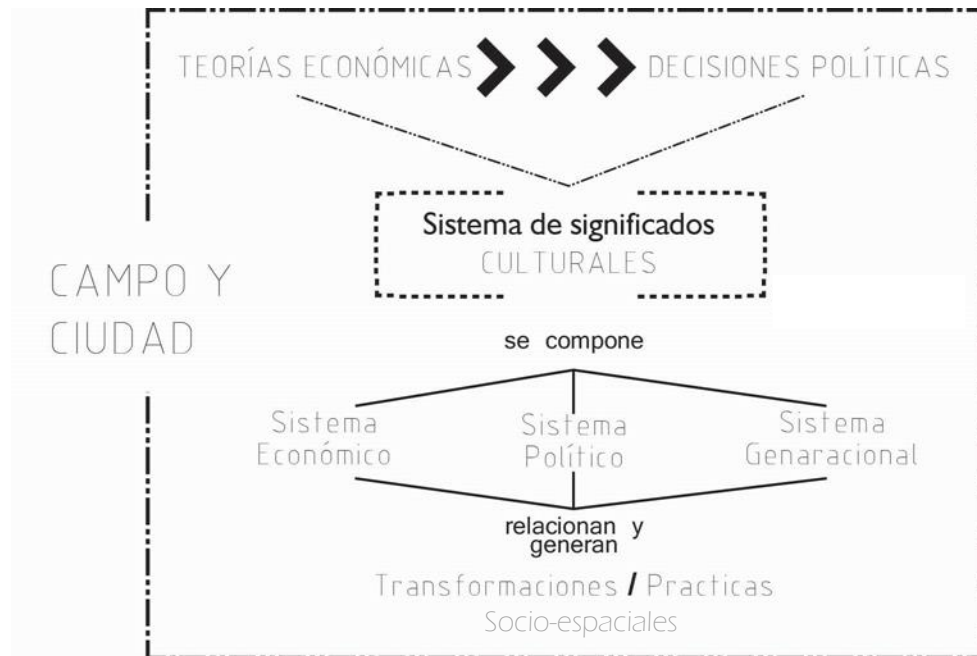 TEORÍAS ECONÓMICAS DECISIONES POLÍTICAS
Sistema de significados
CULTURALES
CAMPO Y
CIUDAD
se compone
Sistema
Económico
Sistema
Político
Sistema
Genaracional
relacionan y
generan
Transformaciones / Practicas
Socio-espaciales